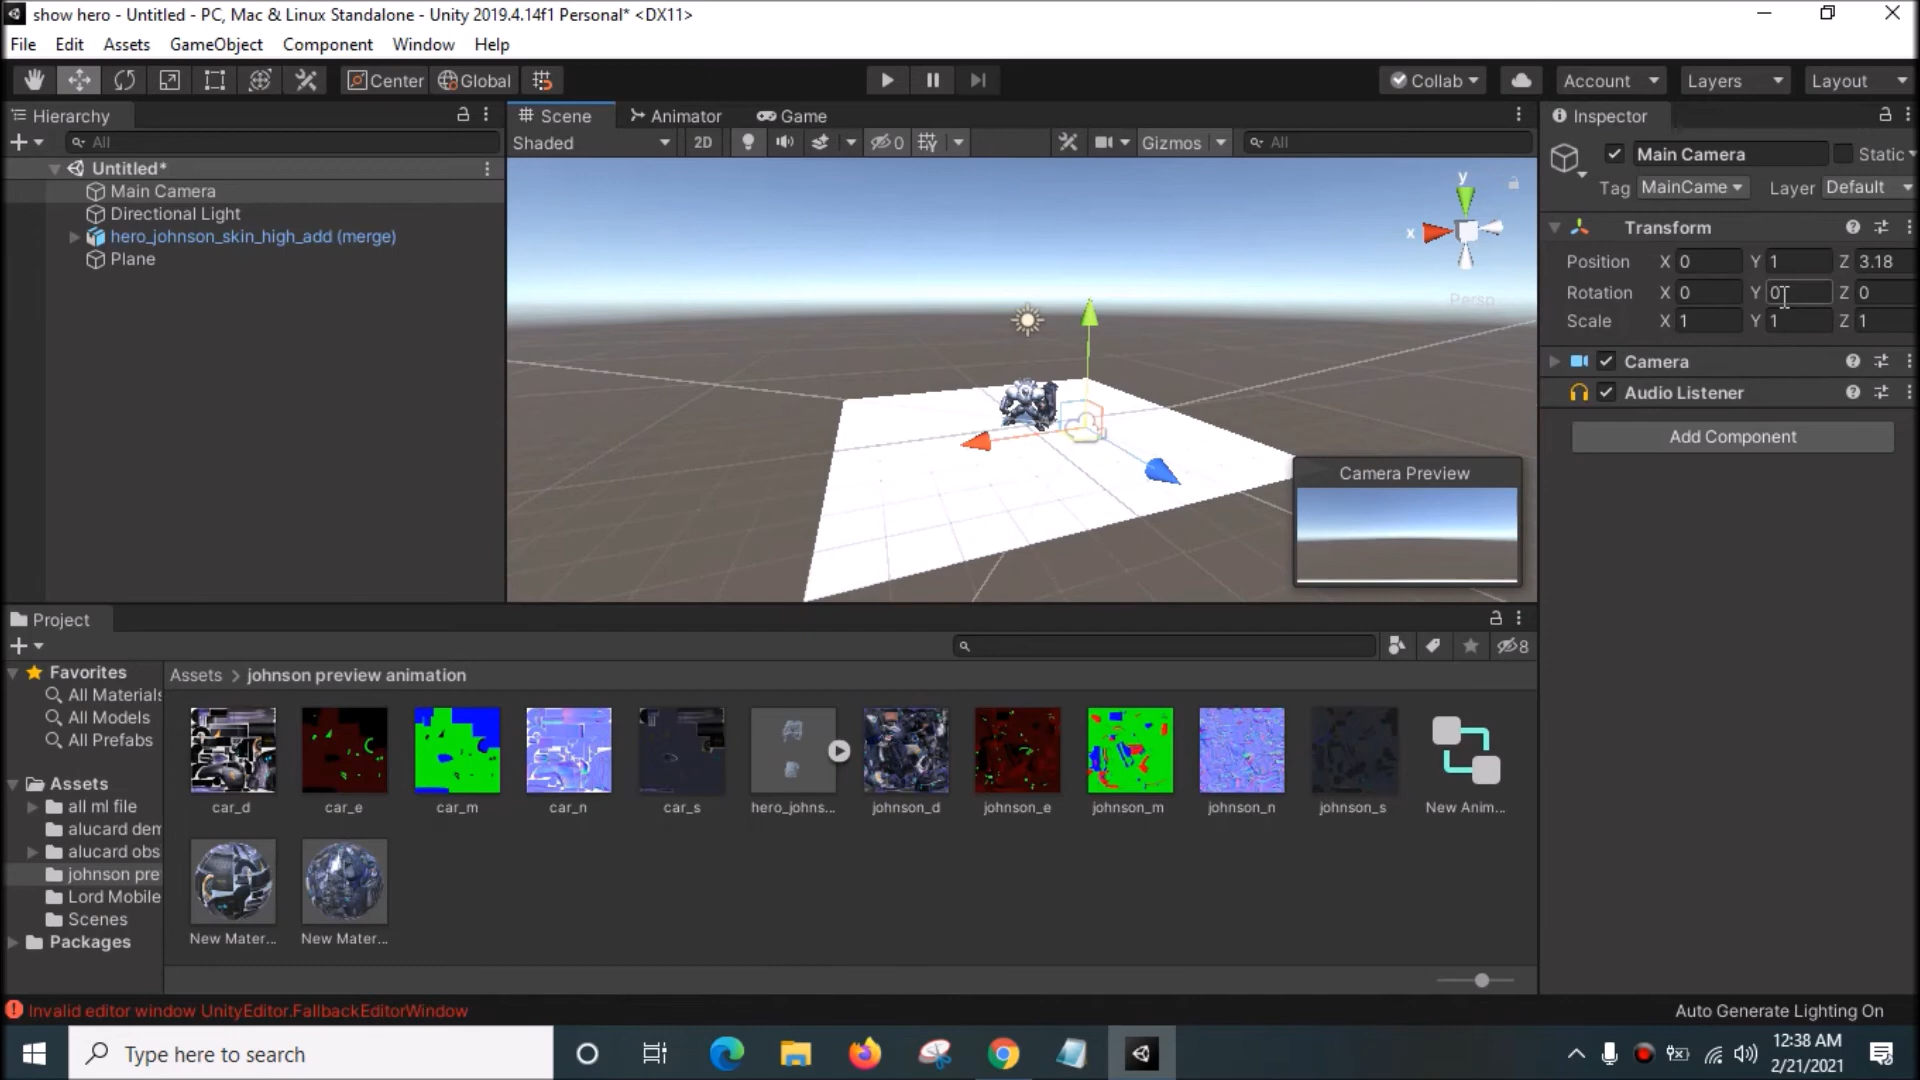 show hero - Untitled - PC, Mac & Linux Standalone - Unity 2019.4.14f1 Personal* <DX11>
File Edit Assets GameObject Component Window Help
Center Global Collab Account Layers Layout
Hierarchy
All
Untitled*
Main Camera
Directional Light
hero_johnson_skin_high_add (merge)
Plane
Scene Animator Game
Shaded 2D 0 Gizmos All
y
x
Persp
Camera Preview
Inspector
Main Camera Static
Tag MainCame Layer Default
Transform
Position X 0 Y 1 Z 3.18
Rotation X 0 Y 0 Z 0
Scale X 1 Y 1 Z 1
Camera
Audio Listener
Add Component
Project
8
Favorites
All Materials
All Models
All Prefabs
Assets
all ml file
alucard dem
alucard obs
johnson pre
Lord Mobile
Scenes
Packages
Assets > johnson preview animation
car_d car_e car_m car_n car_s hero_johns... johnson_d johnson_e johnson_m johnson_n johnson_s New Anim...
New Mater... New Mater...
Invalid editor window UnityEditor.FallbackEditorWindow
Auto Generate Lighting On
Type here to search
12:38 AM
2/21/2021